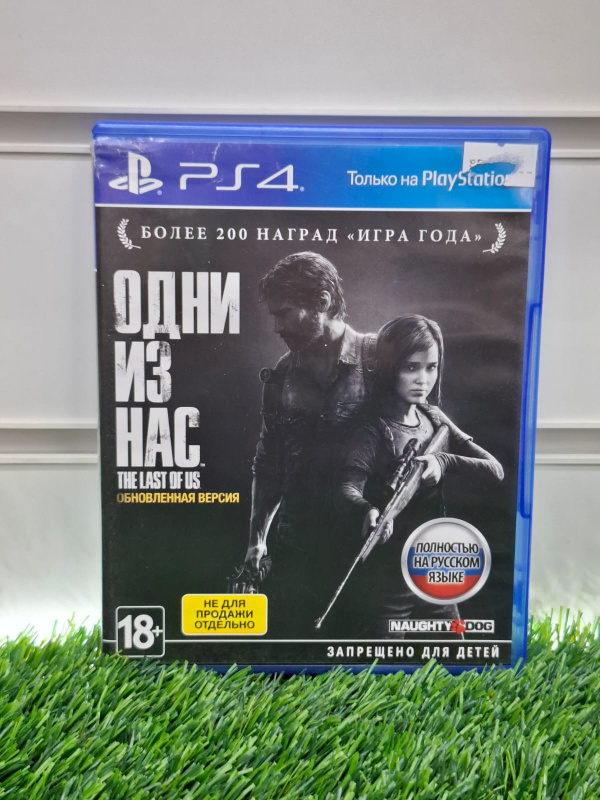 PS4
Только на PlayStation
БОЛЕЕ 200 НАГРАД «ИГРА ГОДА»
ОДНИ
ИЗ
НАС
THE LAST OF US
ОБНОВЛЕННАЯ ВЕРСИЯ
ПОЛНОСТЬЮ
НА РУССКОМ
ЯЗЫКЕ
НЕ ДЛЯ
ПРОДАЖИ
ОТДЕЛЬНО
18+
NAUGHTY DOG
ЗАПРЕЩЕНО ДЛЯ ДЕТЕЙ